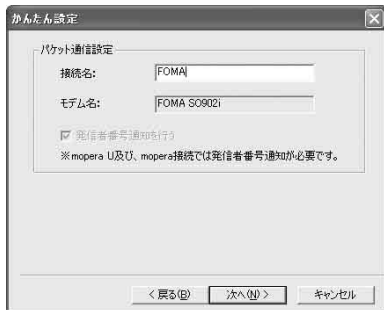 かんたん設定
パケット通信設定
接続名: FOMA
モデム名: FOMA SO902i
発信者番号通知を行う
※mopera U及び、mopera接続では発信者番号通知が必要です。
< 戻る(B) 次へ(N) > キャンセル